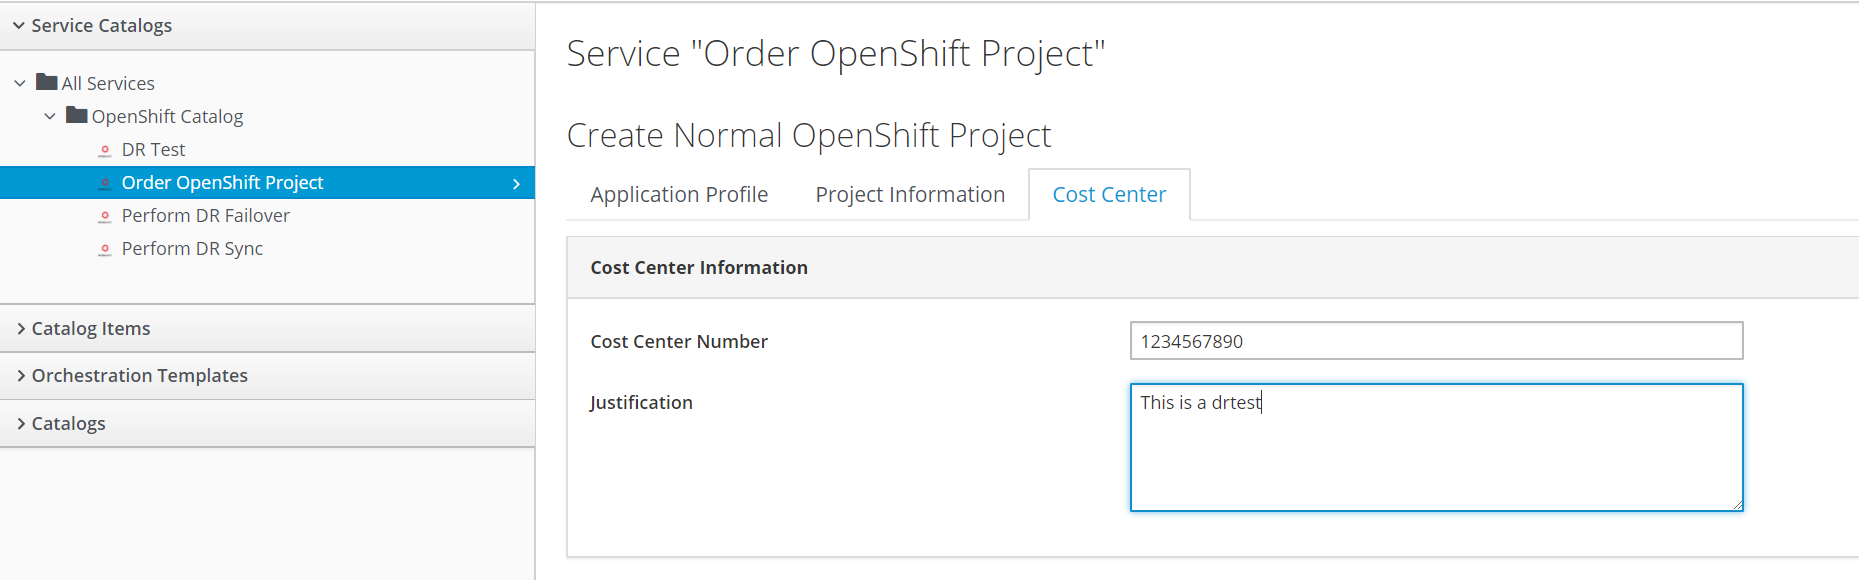 Service Catalogs
All Services
OpenShift Catalog
DR Test
Order OpenShift Project
Perform DR Failover
Perform DR Sync
Catalog Items
Orchestration Templates
Catalogs
Service "Order OpenShift Project"
Create Normal OpenShift Project
Application Profile Project Information Cost Center
Cost Center Information
Cost Center Number 1234567890
Justification This is a drtest